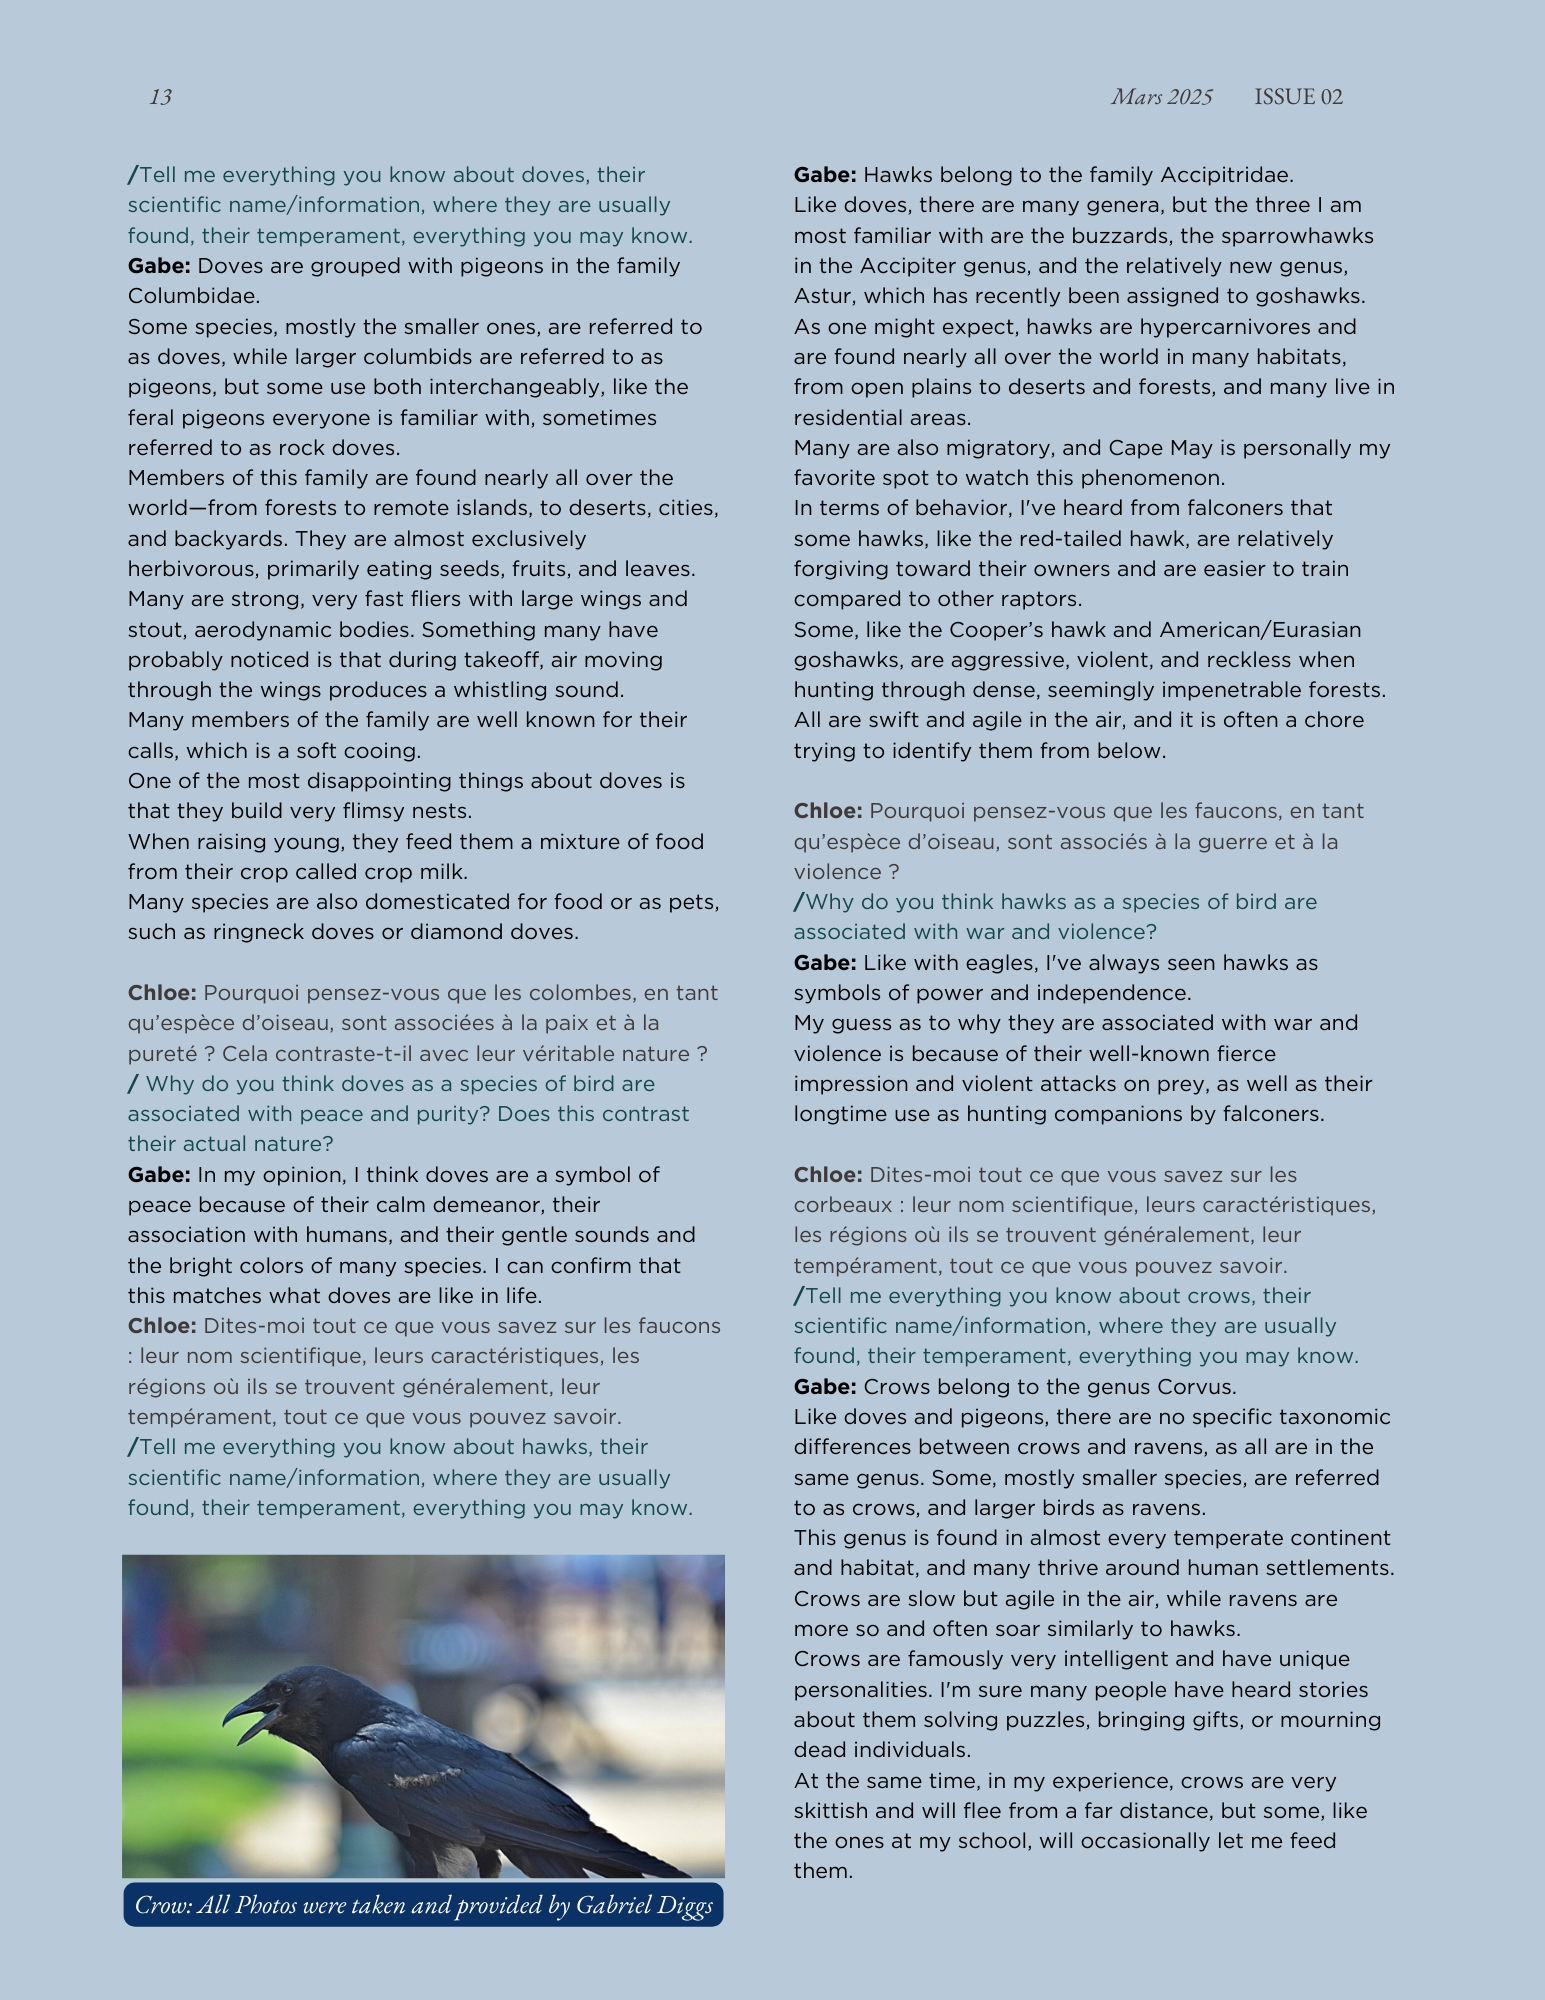 13
Mars 2025 ISSUE 02
/Tell me everything you know about doves, their
scientific name/information, where they are usually
found, their temperament, everything you may know.
Gabe: Doves are grouped with pigeons in the family
Columbidae.
Some species, mostly the smaller ones, are referred to
as doves, while larger columbids are referred to as
pigeons, but some use both interchangeably, like the
feral pigeons everyone is familiar with, sometimes
referred to as rock doves.
Members of this family are found nearly all over the
world—from forests to remote islands, to deserts, cities,
and backyards. They are almost exclusively
herbivorous, primarily eating seeds, fruits, and leaves.
Many are strong, very fast fliers with large wings and
stout, aerodynamic bodies. Something many have
probably noticed is that during takeoff, air moving
through the wings produces a whistling sound.
Many members of the family are well known for their
calls, which is a soft cooing.
One of the most disappointing things about doves is
that they build very flimsy nests.
When raising young, they feed them a mixture of food
from their crop called crop milk.
Many species are also domesticated for food or as pets,
such as ringneck doves or diamond doves.
Chloe: Pourquoi pensez-vous que les colombes, en tant
qu’espèce d’oiseau, sont associées à la paix et à la
pureté ? Cela contraste-t-il avec leur véritable nature ?
/ Why do you think doves as a species of bird are
associated with peace and purity? Does this contrast
their actual nature?
Gabe: In my opinion, I think doves are a symbol of
peace because of their calm demeanor, their
association with humans, and their gentle sounds and
the bright colors of many species. I can confirm that
this matches what doves are like in life.
Chloe: Dites-moi tout ce que vous savez sur les faucons
: leur nom scientifique, leurs caractéristiques, les
régions où ils se trouvent généralement, leur
tempérament, tout ce que vous pouvez savoir.
/Tell me everything you know about hawks, their
scientific name/information, where they are usually
found, their temperament, everything you may know.
Crow: All Photos were taken and provided by Gabriel Diggs
Gabe: Hawks belong to the family Accipitridae.
Like doves, there are many genera, but the three I am
most familiar with are the buzzards, the sparrowhawks
in the Accipiter genus, and the relatively new genus,
Astur, which has recently been assigned to goshawks.
As one might expect, hawks are hypercarnivores and
are found nearly all over the world in many habitats,
from open plains to deserts and forests, and many live in
residential areas.
Many are also migratory, and Cape May is personally my
favorite spot to watch this phenomenon.
In terms of behavior, I've heard from falconers that
some hawks, like the red-tailed hawk, are relatively
forgiving toward their owners and are easier to train
compared to other raptors.
Some, like the Cooper’s hawk and American/Eurasian
goshawks, are aggressive, violent, and reckless when
hunting through dense, seemingly impenetrable forests.
All are swift and agile in the air, and it is often a chore
trying to identify them from below.
Chloe: Pourquoi pensez-vous que les faucons, en tant
qu’espèce d’oiseau, sont associés à la guerre et à la
violence ?
/Why do you think hawks as a species of bird are
associated with war and violence?
Gabe: Like with eagles, I've always seen hawks as
symbols of power and independence.
My guess as to why they are associated with war and
violence is because of their well-known fierce
impression and violent attacks on prey, as well as their
longtime use as hunting companions by falconers.
Chloe: Dites-moi tout ce que vous savez sur les
corbeaux : leur nom scientifique, leurs caractéristiques,
les régions où ils se trouvent généralement, leur
tempérament, tout ce que vous pouvez savoir.
/Tell me everything you know about crows, their
scientific name/information, where they are usually
found, their temperament, everything you may know.
Gabe: Crows belong to the genus Corvus.
Like doves and pigeons, there are no specific taxonomic
differences between crows and ravens, as all are in the
same genus. Some, mostly smaller species, are referred
to as crows, and larger birds as ravens.
This genus is found in almost every temperate continent
and habitat, and many thrive around human settlements.
Crows are slow but agile in the air, while ravens are
more so and often soar similarly to hawks.
Crows are famously very intelligent and have unique
personalities. I'm sure many people have heard stories
about them solving puzzles, bringing gifts, or mourning
dead individuals.
At the same time, in my experience, crows are very
skittish and will flee from a far distance, but some, like
the ones at my school, will occasionally let me feed
them.